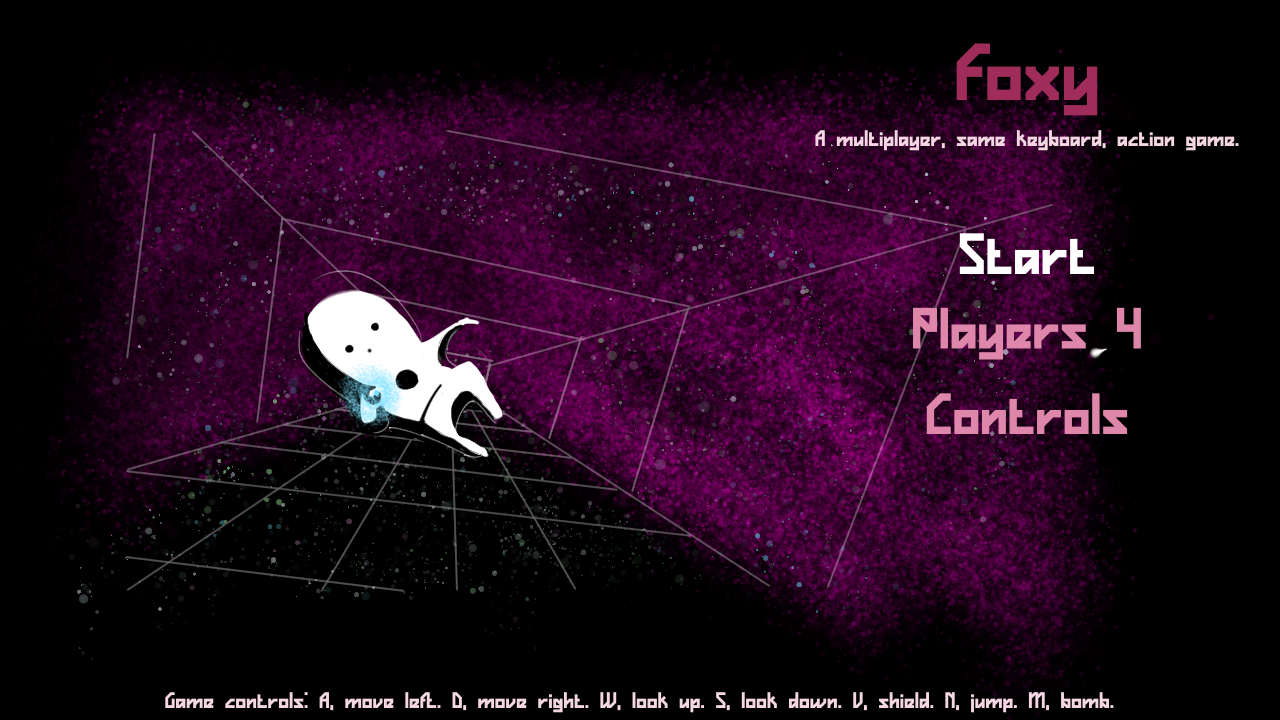 foxy
A multiplayer, same keyboard, action game.
Start
Players 4
Controls
Game controls: A, move left. D, move right. W, look up. S, look down. V, shield. N, jump. M, bomb.